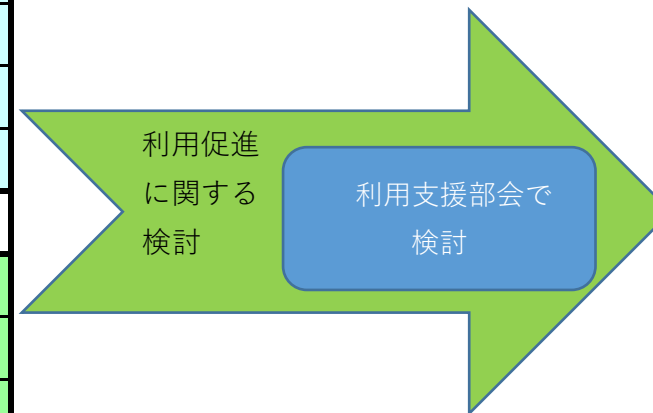 利用促進
に関する
検討
利用支援部会で
検討